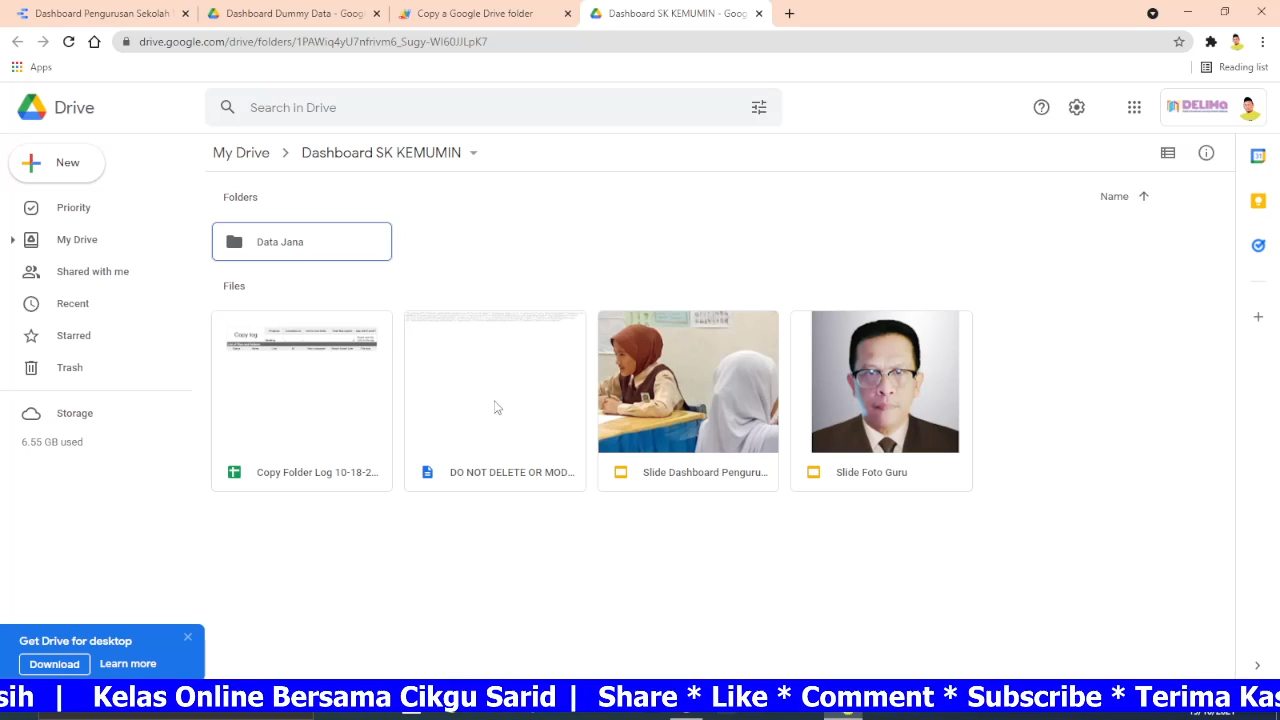 Dashboard Pengurusan Sekolah
Dashboard Dummy Data - Goog
Copy a Google Drive folder
Dashboard SK KEMUMIN - Goog
drive.google.com/drive/folders/1PAWiq4yU7nfrivm6_Sugy-WI60JJLpK7
Apps
Reading list
Drive
Search in Drive
DELIMa
New
My Drive
Dashboard SK KEMUMIN
Priority
My Drive
Shared with me
Recent
Starred
Trash
Storage
6.55 GB used
Folders
Name
Data Jana
Files
Copy log
Copy Folder Log 10-18-2...
DO NOT DELETE OR MOD...
Slide Dashboard Penguru...
Slide Foto Guru
31
Get Drive for desktop
Download
Learn more
sih | Kelas Online Bersama Cikgu Sarid | Share * Like * Comment * Subscribe * Terima Kas